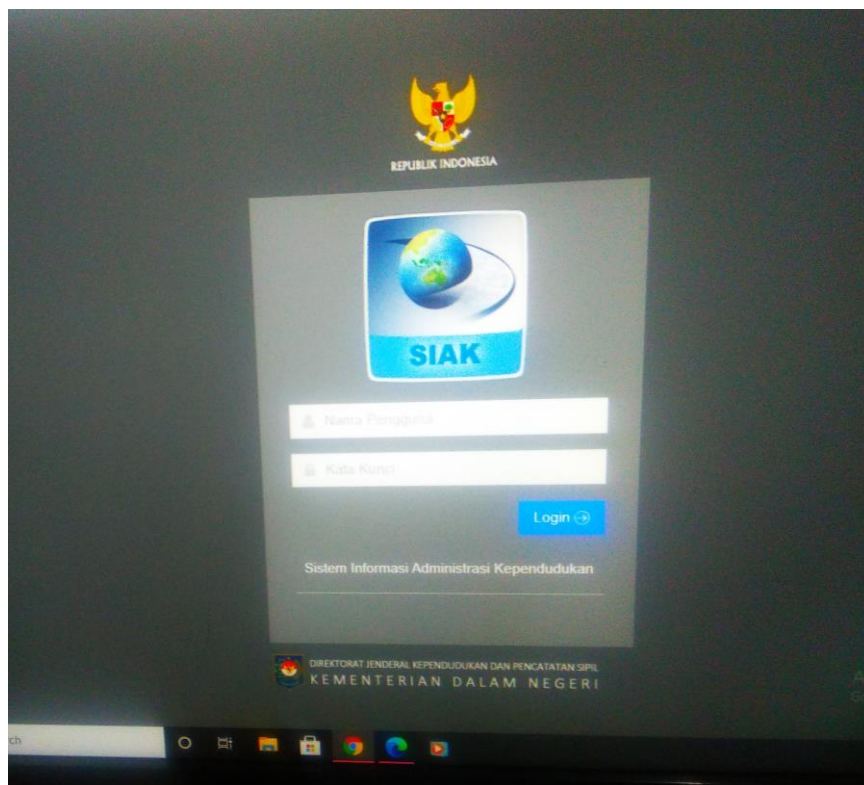 REPUBLIK INDONESIA
SIAK
Nama Pengguna
Kata Kunci
Login
Sistem Informasi Administrasi Kependudukan
DIREKTORAT JENDERAL KEPENDUDUKAN DAN PENCATATAN SIPIL
KEMENTERIAN DALAM NEGERI
ch